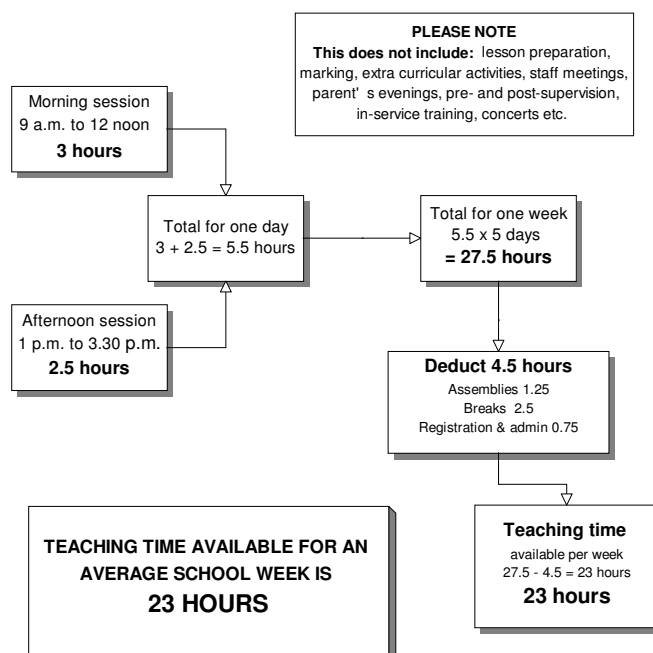 PLEASE NOTE
This does not include: lesson preparation,
marking, extra curricular activities, staff meetings,
parent' s evenings, pre- and post-supervision,
in-service training, concerts etc.
Morning session
9 a.m. to 12 noon
3 hours
Total for one day
3 + 2.5 = 5.5 hours
Total for one week
5.5 x 5 days
= 27.5 hours
Afternoon session
1 p.m. to 3.30 p.m.
2.5 hours
Deduct 4.5 hours
Assemblies 1.25
Breaks 2.5
Registration & admin 0.75
Teaching time
available per week
27.5 - 4.5 = 23 hours
23 hours
TEACHING TIME AVAILABLE FOR AN
AVERAGE SCHOOL WEEK IS
23 HOURS